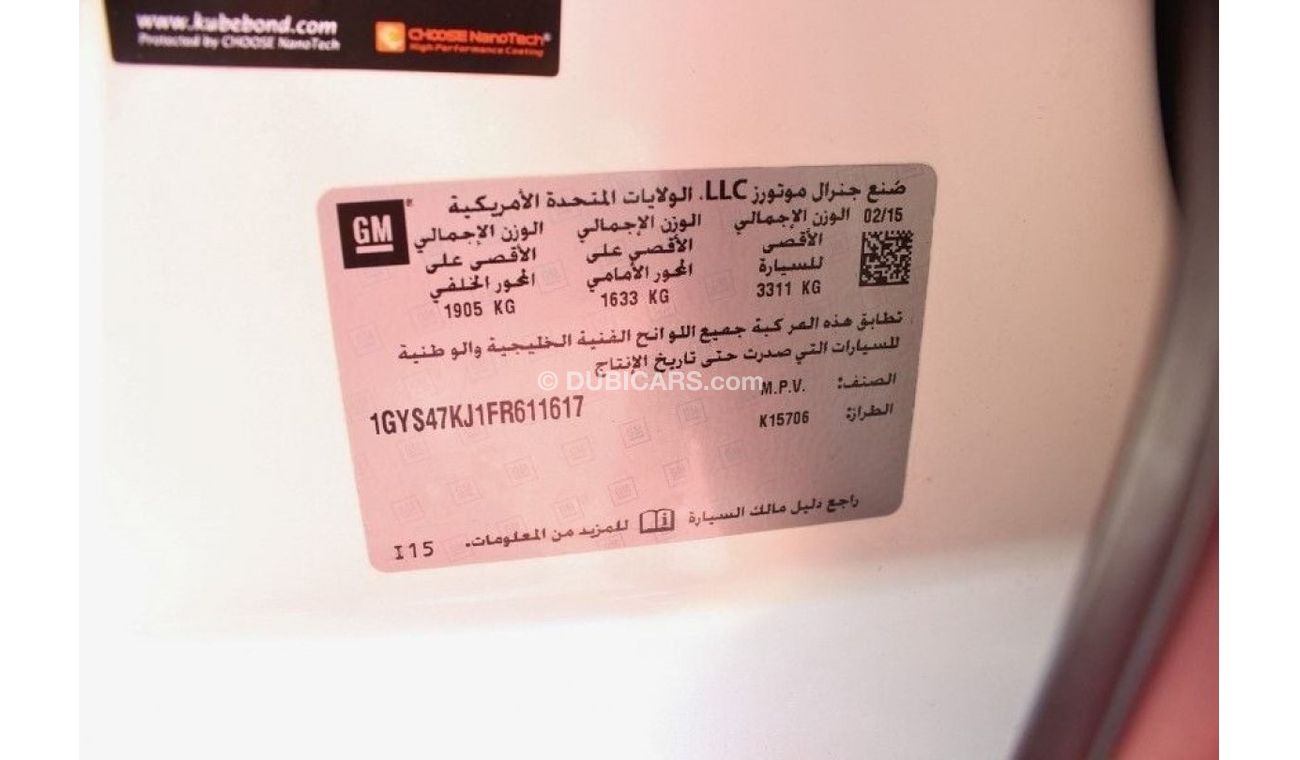 www.kubebond.com
Protected By CHOOSE NanoTech
CHOOSE NanoTech®
High Performance Coating
GM®
صُنع جنرال موتورز LLC. الولايات المتحدة الأمريكية
02/15
الوزن الإجمالي الأقصى للسيارة
3311 KG
الوزن الإجمالي الأقصى على المحور الأمامي
1633 KG
الوزن الإجمالي الأقصى على المحور الخلفي
1905 KG
تطابق هذه المركبة جميع اللوائح الفنية الخليجية والوطنية
للسيارات التي صدرت حتى تاريخ الإنتاج
© DUBICARS.com
الصنف: M.P.V.
الطراز: K15706
1GYS47KJ1FR611617
راجع دليل مالك السيارة للمزيد من المعلومات.
I15